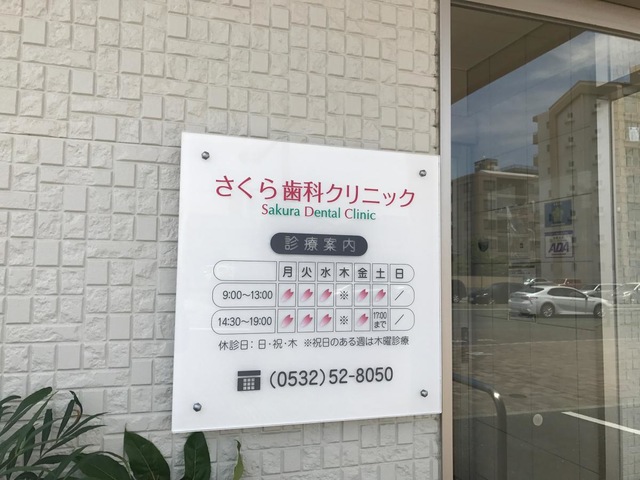 さくら歯科クリニック
Sakura Dental Clinic
診療案内
月 火 水 木 金 土 日
9:00〜13:00 ※ ／
14:30〜19:00 ※ 17:00まで ／
休診日：日・祝・木 ※祝日のある週は木曜診療
(0532)52-8050
ADA